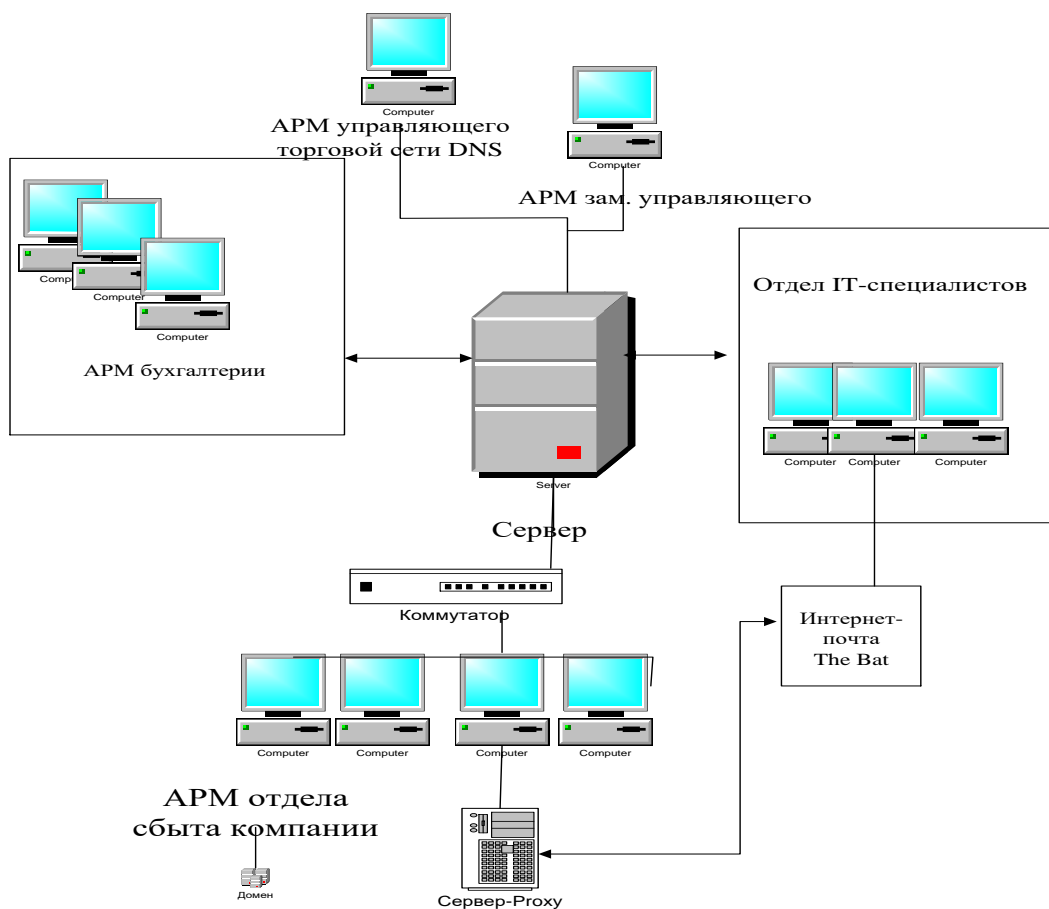 Computer
АРМ управляющего
торговой сети DNS
Computer
АРМ зам. управляющего
Comp
Computer
Computer
АРМ бухгалтерии
Отдел IT-специалистов
Computer
Computer
Computer
Server
Сервер
Коммутатор
Интернет-
почта
The Bat
Computer
Computer
Computer
Computer
АРМ отдела
сбыта компании
Домен
Сервер-Proxy